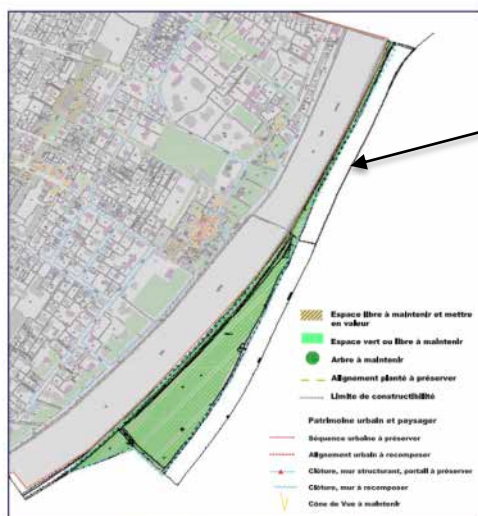 Espace libre à maintenir et mettre
en valeur
Espace vert ou libre à maintenir
Arbre à maintenir
Alignement planté à préserver
Limite de constructibilité
Patrimoine urbain et paysager
Séquence urbaine à préserver
Alignement urbain à recomposer
Clôture, mur structurant, portail à préserver
Clôture, mur à recomposer
Cône de Vue à maintenir